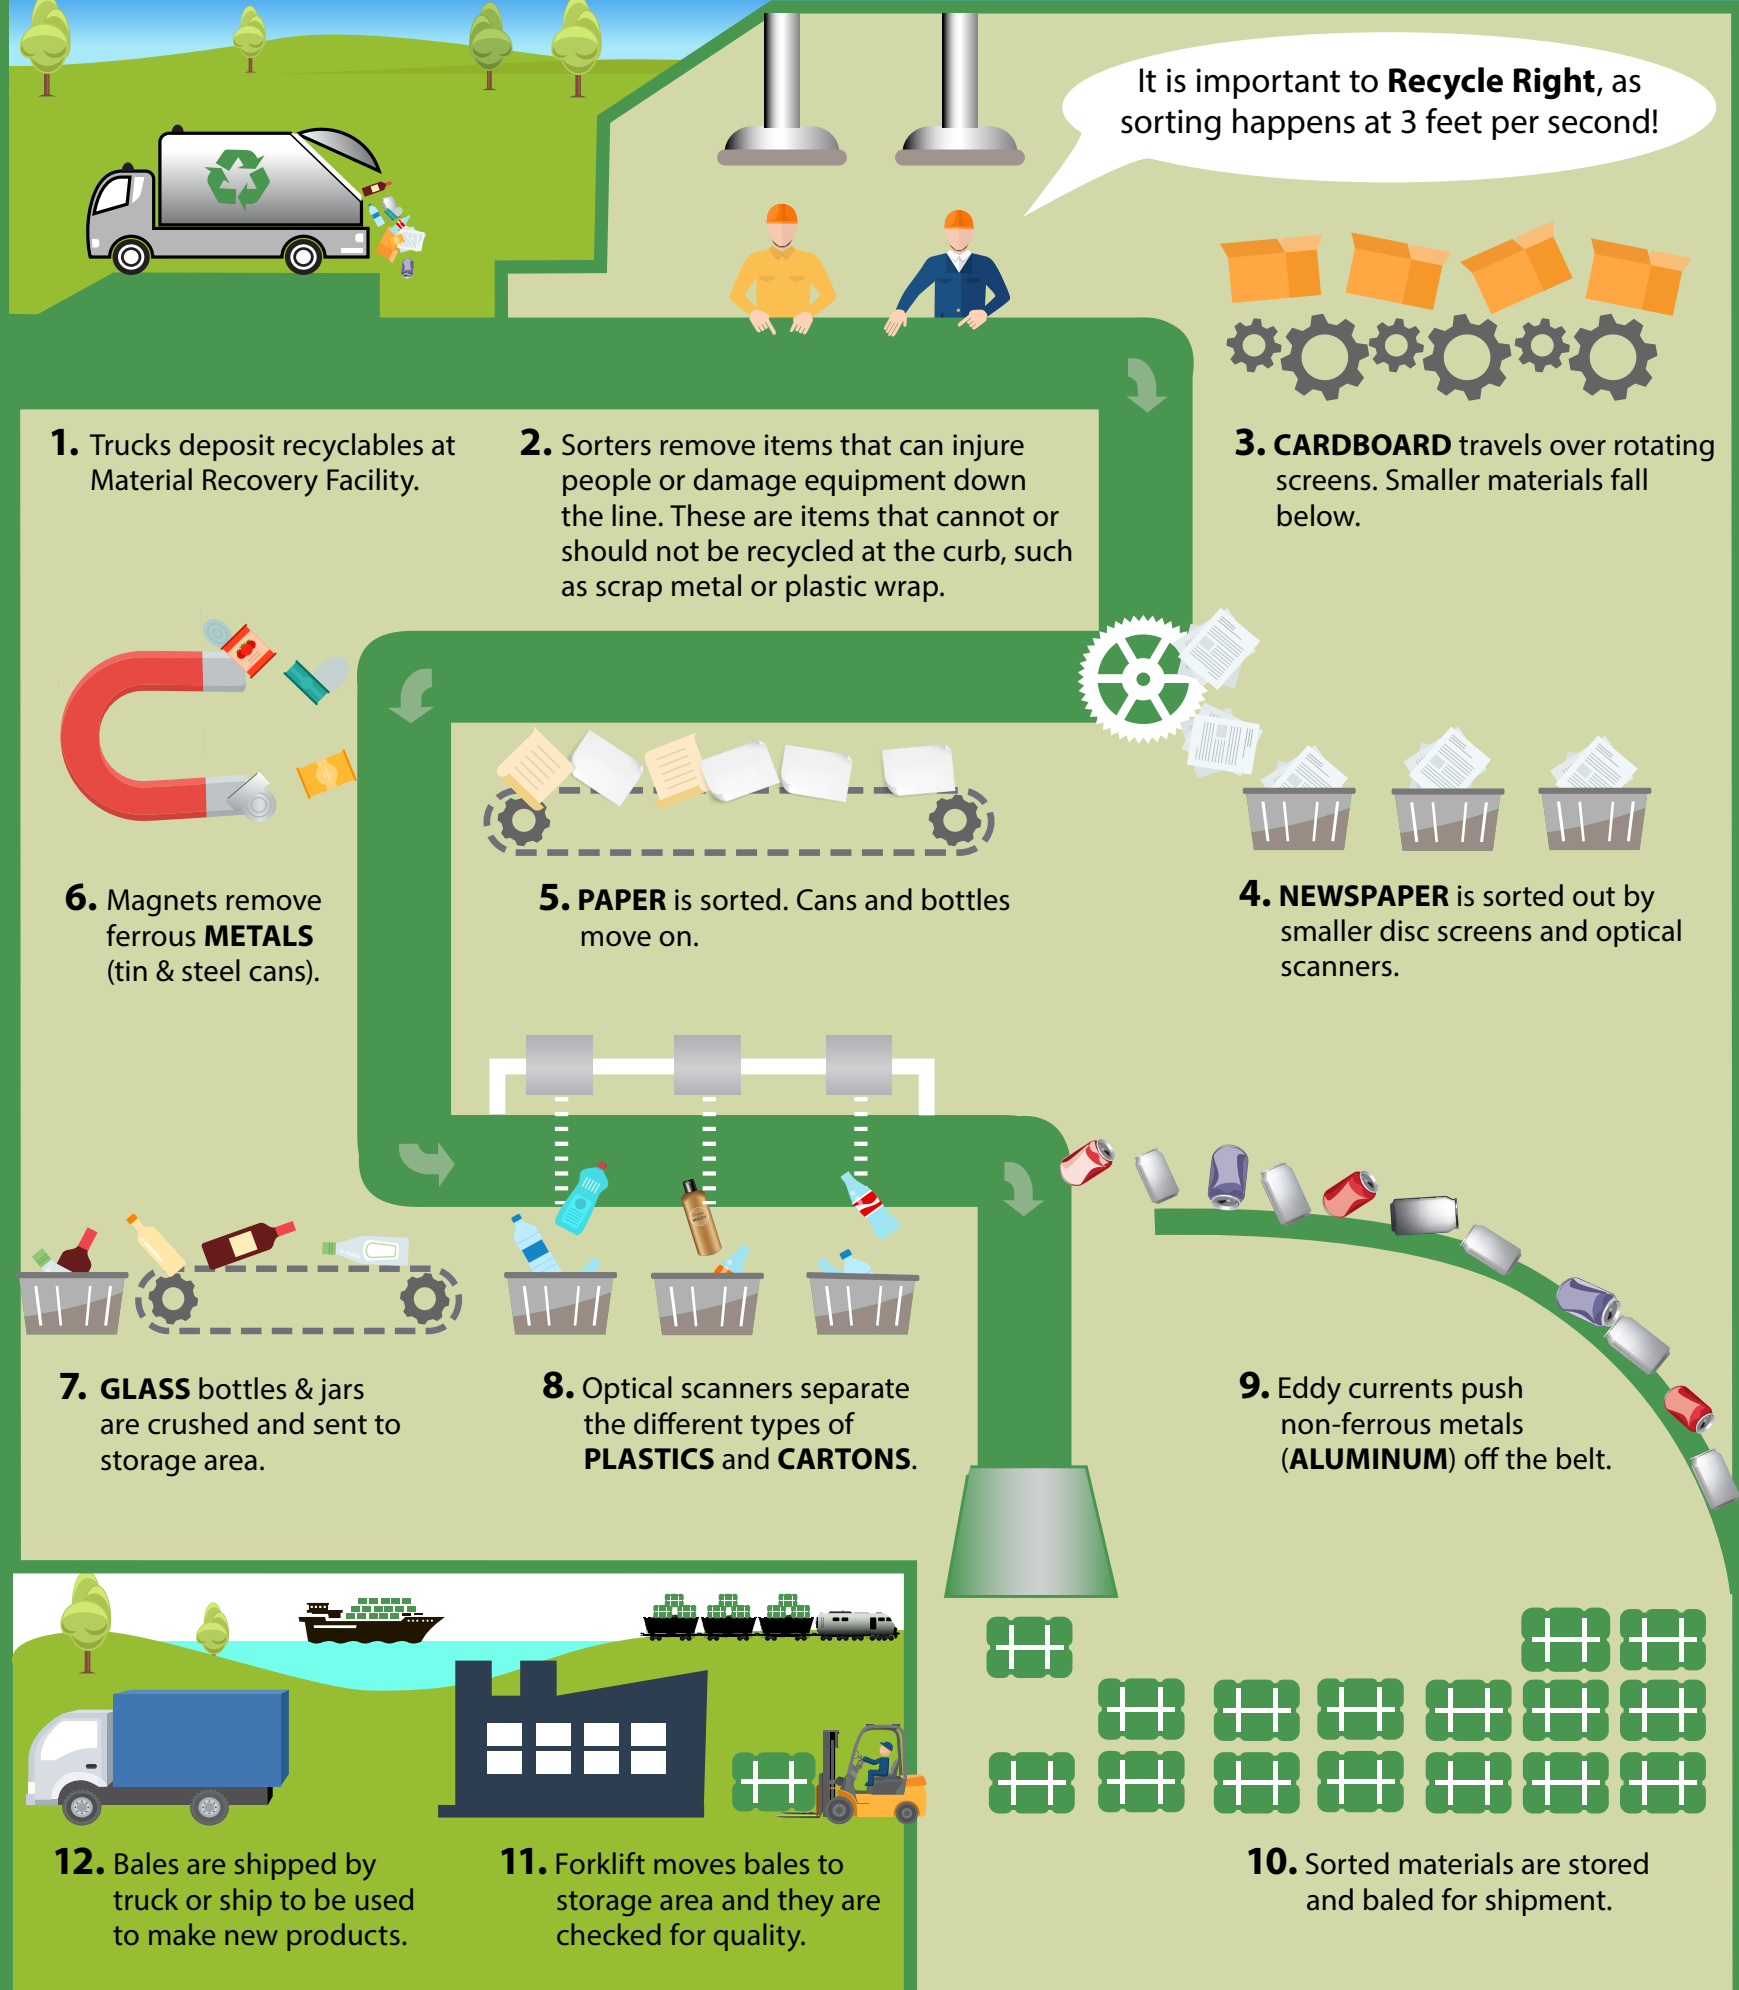 It is important to Recycle Right, as
sorting happens at 3 feet per second!
1. Trucks deposit recyclables at
Material Recovery Facility.
2. Sorters remove items that can injure
people or damage equipment down
the line. These are items that cannot or
should not be recycled at the curb, such
as scrap metal or plastic wrap.
3. CARDBOARD travels over rotating
screens. Smaller materials fall
below.
4. NEWSPAPER is sorted out by
smaller disc screens and optical
scanners.
5. PAPER is sorted. Cans and bottles
move on.
6. Magnets remove
ferrous METALS
(tin & steel cans).
7. GLASS bottles & jars
are crushed and sent to
storage area.
8. Optical scanners separate
the different types of
PLASTICS and CARTONS.
9. Eddy currents push
non-ferrous metals
(ALUMINUM) off the belt.
10. Sorted materials are stored
and baled for shipment.
11. Forklift moves bales to
storage area and they are
checked for quality.
12. Bales are shipped by
truck or ship to be used
to make new products.